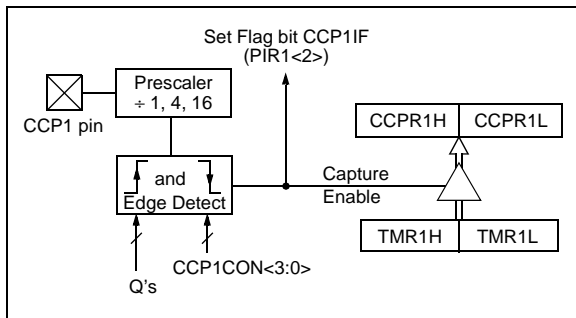 Set Flag bit CCP1IF
(PIR1<2>)
Prescaler
÷ 1, 4, 16
CCP1 pin
CCPR1H CCPR1L
and
Edge Detect
Capture
Enable
TMR1H TMR1L
Q's
CCP1CON<3:0>